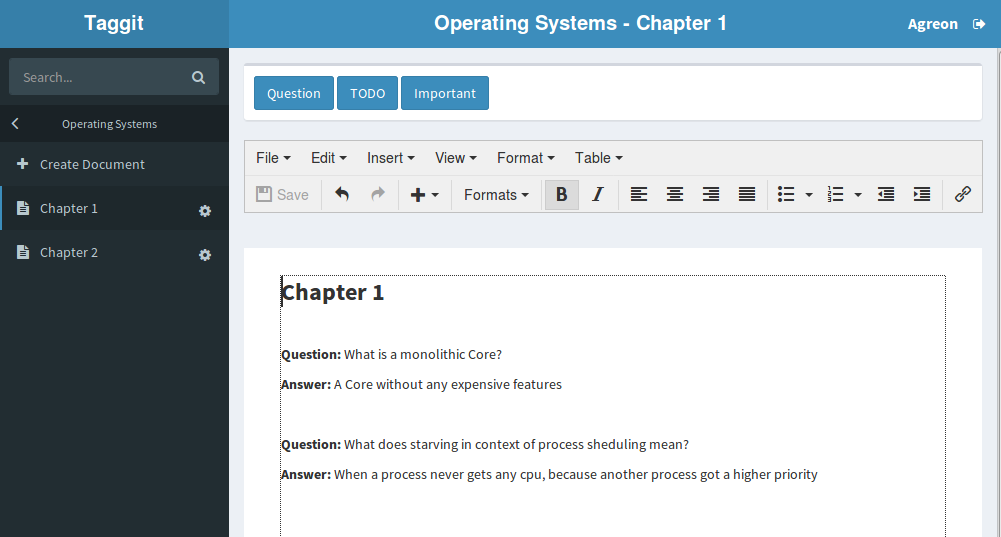 Taggit
Operating Systems - Chapter 1
Agreon
Search...
Operating Systems
Create Document
Chapter 1
Chapter 2
Question
TODO
Important
File
Edit
Insert
View
Format
Table
Save
Formats
B
I
Chapter 1
Question: What is a monolithic Core?
Answer: A Core without any expensive features
Question: What does starving in context of process sheduling mean?
Answer: When a process never gets any cpu, because another process got a higher priority